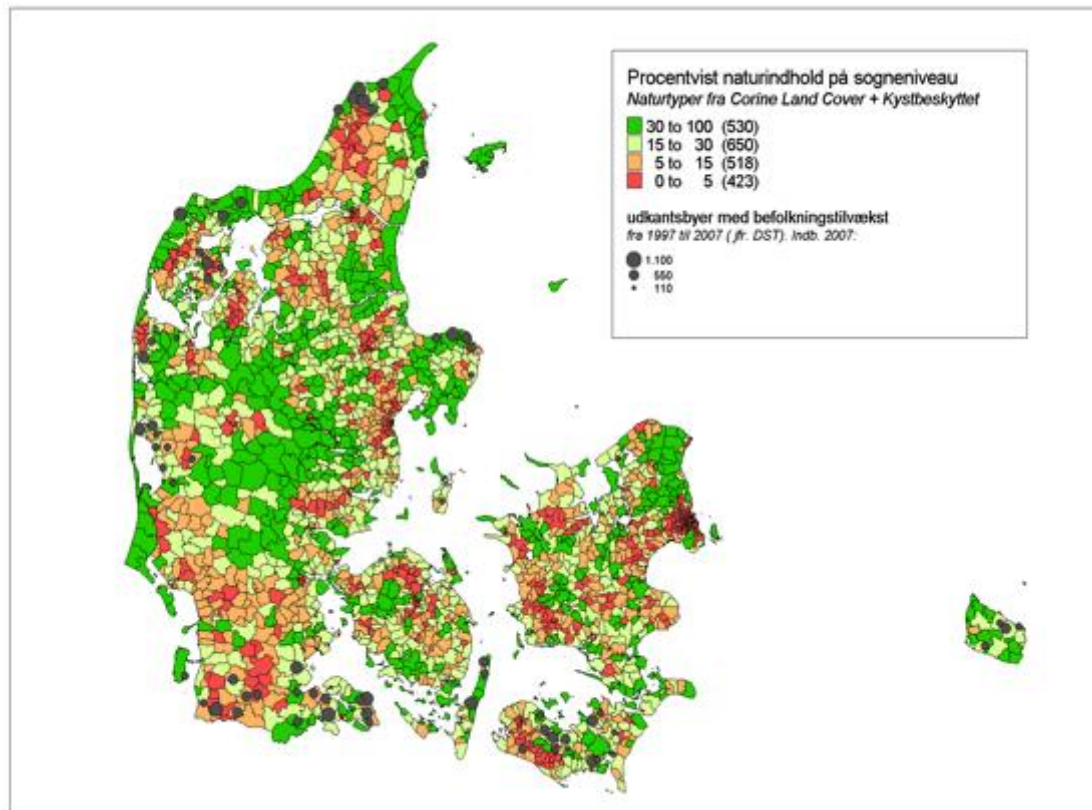 Procentvist naturindhold på sogneniveau
Naturtyper fra Corine Land Cover + Kystbeskyttet
30 to 100 (530)
15 to 30 (650)
5 to 15 (518)
0 to 5 (423)
udkantsbyer med befolkningstilvækst
fra 1997 til 2007 ( jfr. DST). Indb. 2007:
1.100
550
110